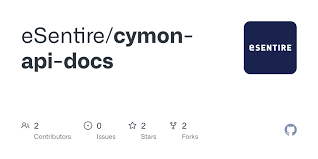 eSentire/cymon-
api-docs
eSENTIRE
2
Contributors
0
Issues
2
Stars
2
Forks